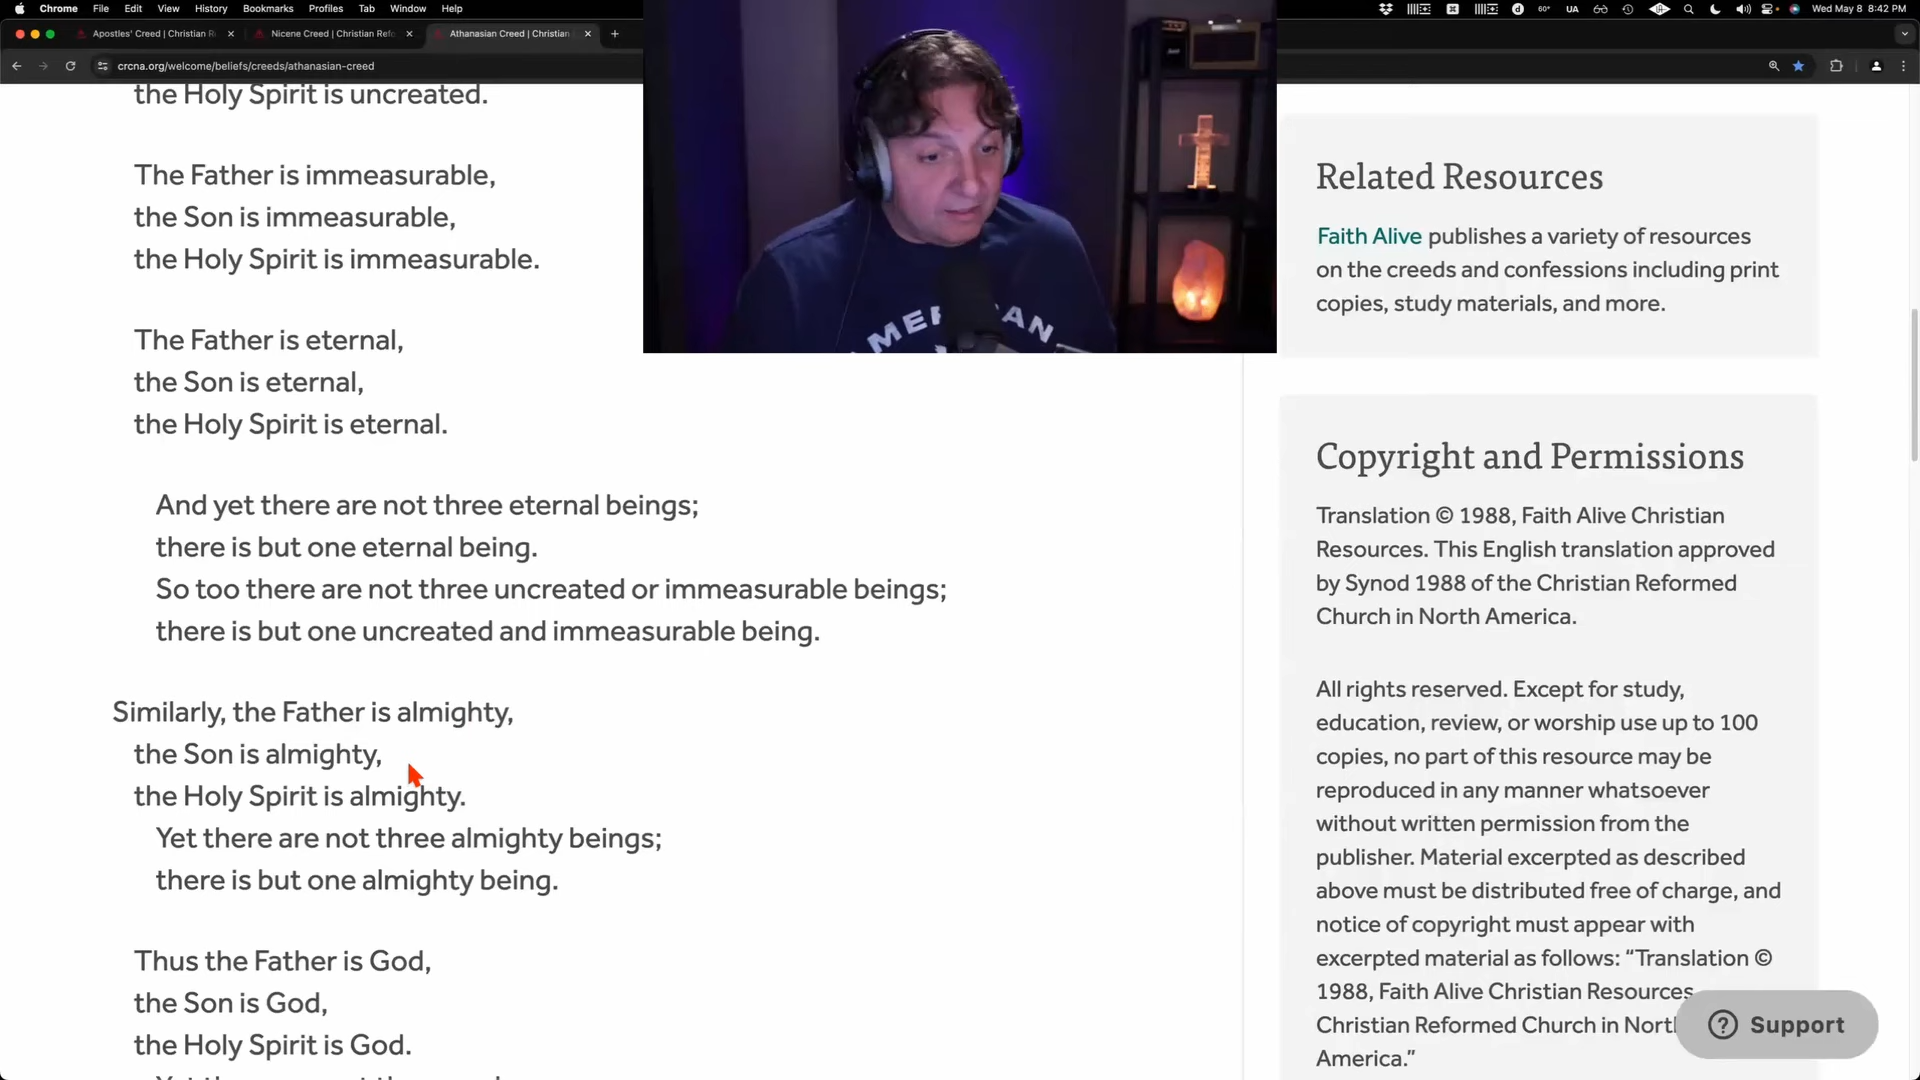 Chrome File Edit View History Bookmarks Profiles Tab Window Help
60° UA Wed May 8 8:42 PM
Apostles' Creed | Christian R
Nicene Creed | Christian Refo
Athanasian Creed | Christian
crcna.org/welcome/beliefs/creeds/athanasian-creed
the Holy Spirit is uncreated.
The Father is immeasurable,
the Son is immeasurable,
the Holy Spirit is immeasurable.
The Father is eternal,
the Son is eternal,
the Holy Spirit is eternal.
And yet there are not three eternal beings;
there is but one eternal being.
So too there are not three uncreated or immeasurable beings;
there is but one uncreated and immeasurable being.
Similarly, the Father is almighty,
the Son is almighty,
the Holy Spirit is almighty.
Yet there are not three almighty beings;
there is but one almighty being.
Thus the Father is God,
the Son is God,
the Holy Spirit is God.
Related Resources
Faith Alive publishes a variety of resources
on the creeds and confessions including print
copies, study materials, and more.
Copyright and Permissions
Translation © 1988, Faith Alive Christian
Resources. This English translation approved
by Synod 1988 of the Christian Reformed
Church in North America.
All rights reserved. Except for study,
education, review, or worship use up to 100
copies, no part of this resource may be
reproduced in any manner whatsoever
without written permission from the
publisher. Material excerpted as described
above must be distributed free of charge, and
notice of copyright must appear with
excerpted material as follows: “Translation ©
1988, Faith Alive Christian Resources
Christian Reformed Church in Nort
America.”
Support